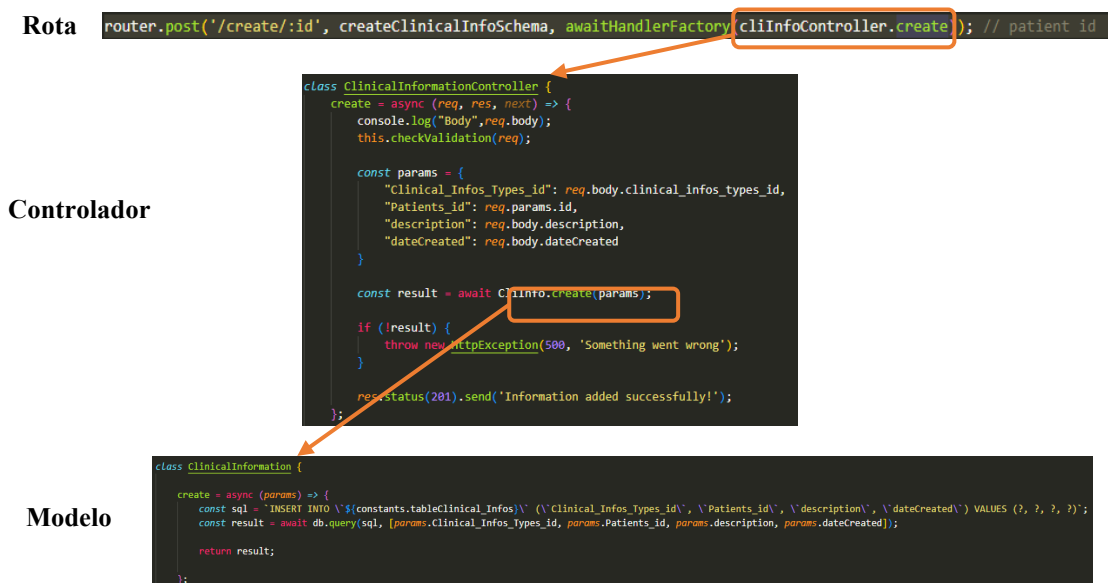 Rota
router.post('/create/:id', createClinicalInfoSchema, awaitHandlerFactory(cliInfoController.create)); // patient id
class ClinicalInformationController {
create = async (req, res, next) => {
console.log("Body",req.body);
this.checkValidation(req);
const params = {
"Clinical_Infos_Types_id": req.body.clinical_infos_types_id,
"Patients_id": req.params.id,
"description": req.body.description,
"dateCreated": req.body.dateCreated
}
Controlador
const result = await CliInfo.create(params);
if (!result) {
throw new HttpException(500, 'Something went wrong');
}
res.status(201).send('Information added successfully!');
};
class ClinicalInformation {
create = async (params) => {
const sql = `INSERT INTO \`${constants.tableClinical_Infos}\` (\`Clinical_Infos_Types_id\`, \`Patients_id\`, \`description\`, \`dateCreated\`) VALUES (?, ?, ?, ?)`;
Modelo
const result = await db.query(sql, [params.Clinical_Infos_Types_id, params.Patients_id, params.description, params.dateCreated]);
return result;
};